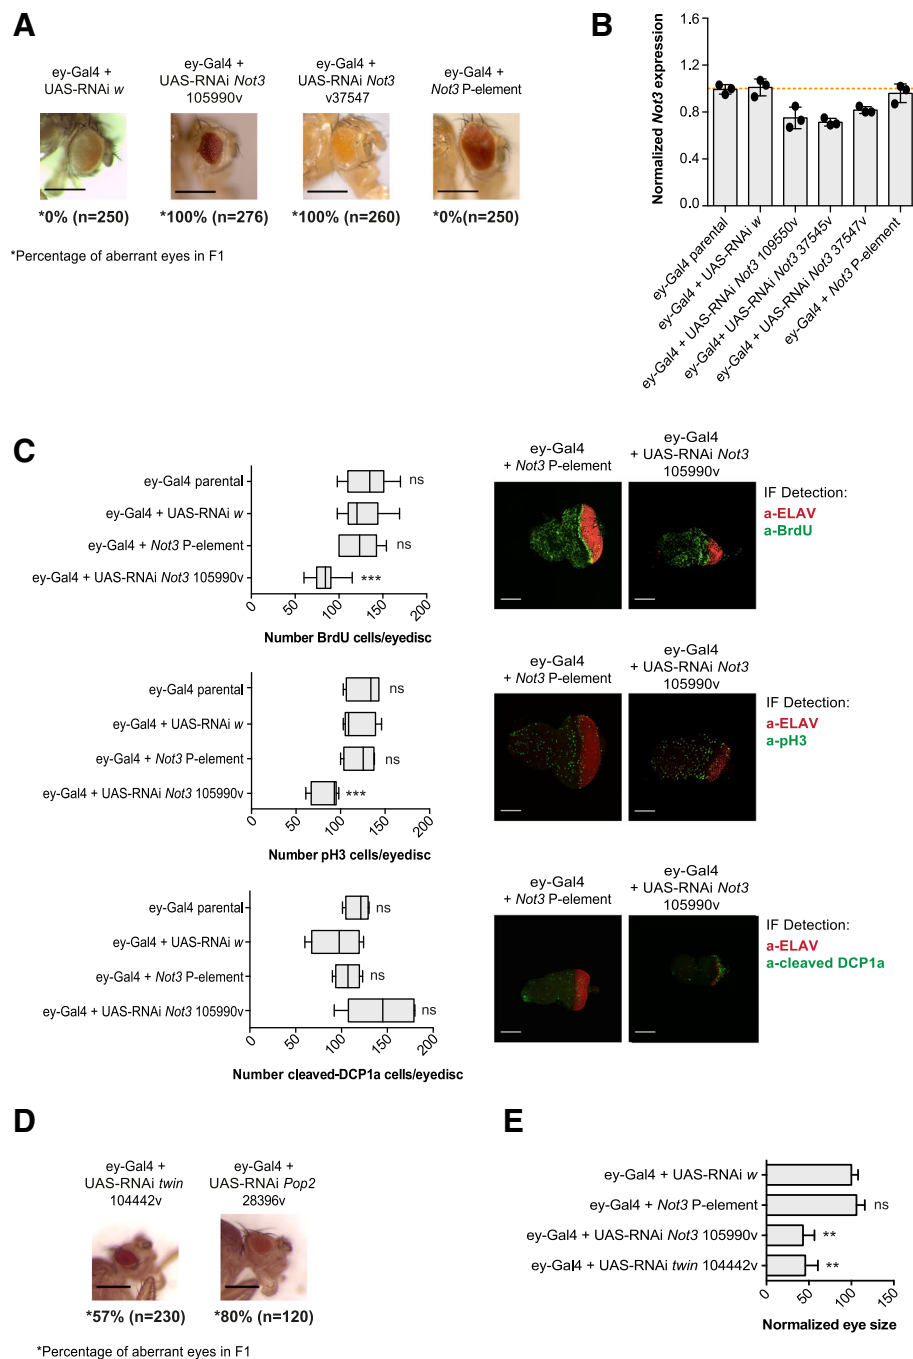 A
ey-Gal4 +
UAS-RNAi w
ey-Gal4 +
UAS-RNAi Not3
105990v
ey-Gal4 +
UAS-RNAi Not3
v37547
ey-Gal4 +
Not3 P-element
*0% (n=250)
*100% (n=276)
*100% (n=260)
*0%(n=250)
*Percentage of aberrant eyes in F1
B
Normalized Not3 expression
1.6
1.2
0.8
0.4
0.0
ey-Gal4 parental
ey-Gal4 + UAS-RNAi w
ey-Gal4 + UAS-RNAi Not3 109550v
ey-Gal4+ UAS-RNAi Not3 37545v
ey-Gal4 + UAS-RNAi Not3 37547v
ey-Gal4 + Not3 P-element
C
ey-Gal4 parental
ns
ey-Gal4 + UAS-RNAi w
ey-Gal4 + Not3 P-element
ns
ey-Gal4 + UAS-RNAi Not3 105990v
***
0
50
100
150
200
Number BrdU cells/eyedisc
ey-Gal4
+ Not3 P-element
ey-Gal4
+ UAS-RNAi Not3
105990v
IF Detection:
a-ELAV
a-BrdU
ey-Gal4 parental
ns
ey-Gal4 + UAS-RNAi w
ey-Gal4 + Not3 P-element
ns
ey-Gal4 + UAS-RNAi Not3 105990v
***
0
50
100
150
200
Number pH3 cells/eyedisc
ey-Gal4
+ Not3 P-element
ey-Gal4
+ UAS-RNAi Not3
105990v
IF Detection:
a-ELAV
a-pH3
ey-Gal4 parental
ns
ey-Gal4 + UAS-RNAi w
ey-Gal4 + Not3 P-element
ns
ey-Gal4 + UAS-RNAi Not3 105990v
ns
0
50
100
150
200
Number cleaved-DCP1a cells/eyedisc
ey-Gal4
+ Not3 P-element
ey-Gal4
+ UAS-RNAi Not3
105990v
IF Detection:
a-ELAV
a-cleaved DCP1a
D
ey-Gal4 +
UAS-RNAi twin
104442v
ey-Gal4 +
UAS-RNAi Pop2
28396v
*57% (n=230)
*80% (n=120)
*Percentage of aberrant eyes in F1
E
ey-Gal4 + UAS-RNAi w
ey-Gal4 + Not3 P-element
ns
ey-Gal4 + UAS-RNAi Not3 105990v
**
ey-Gal4 + UAS-RNAi twin 104442v
**
0
50
100
150
Normalized eye size